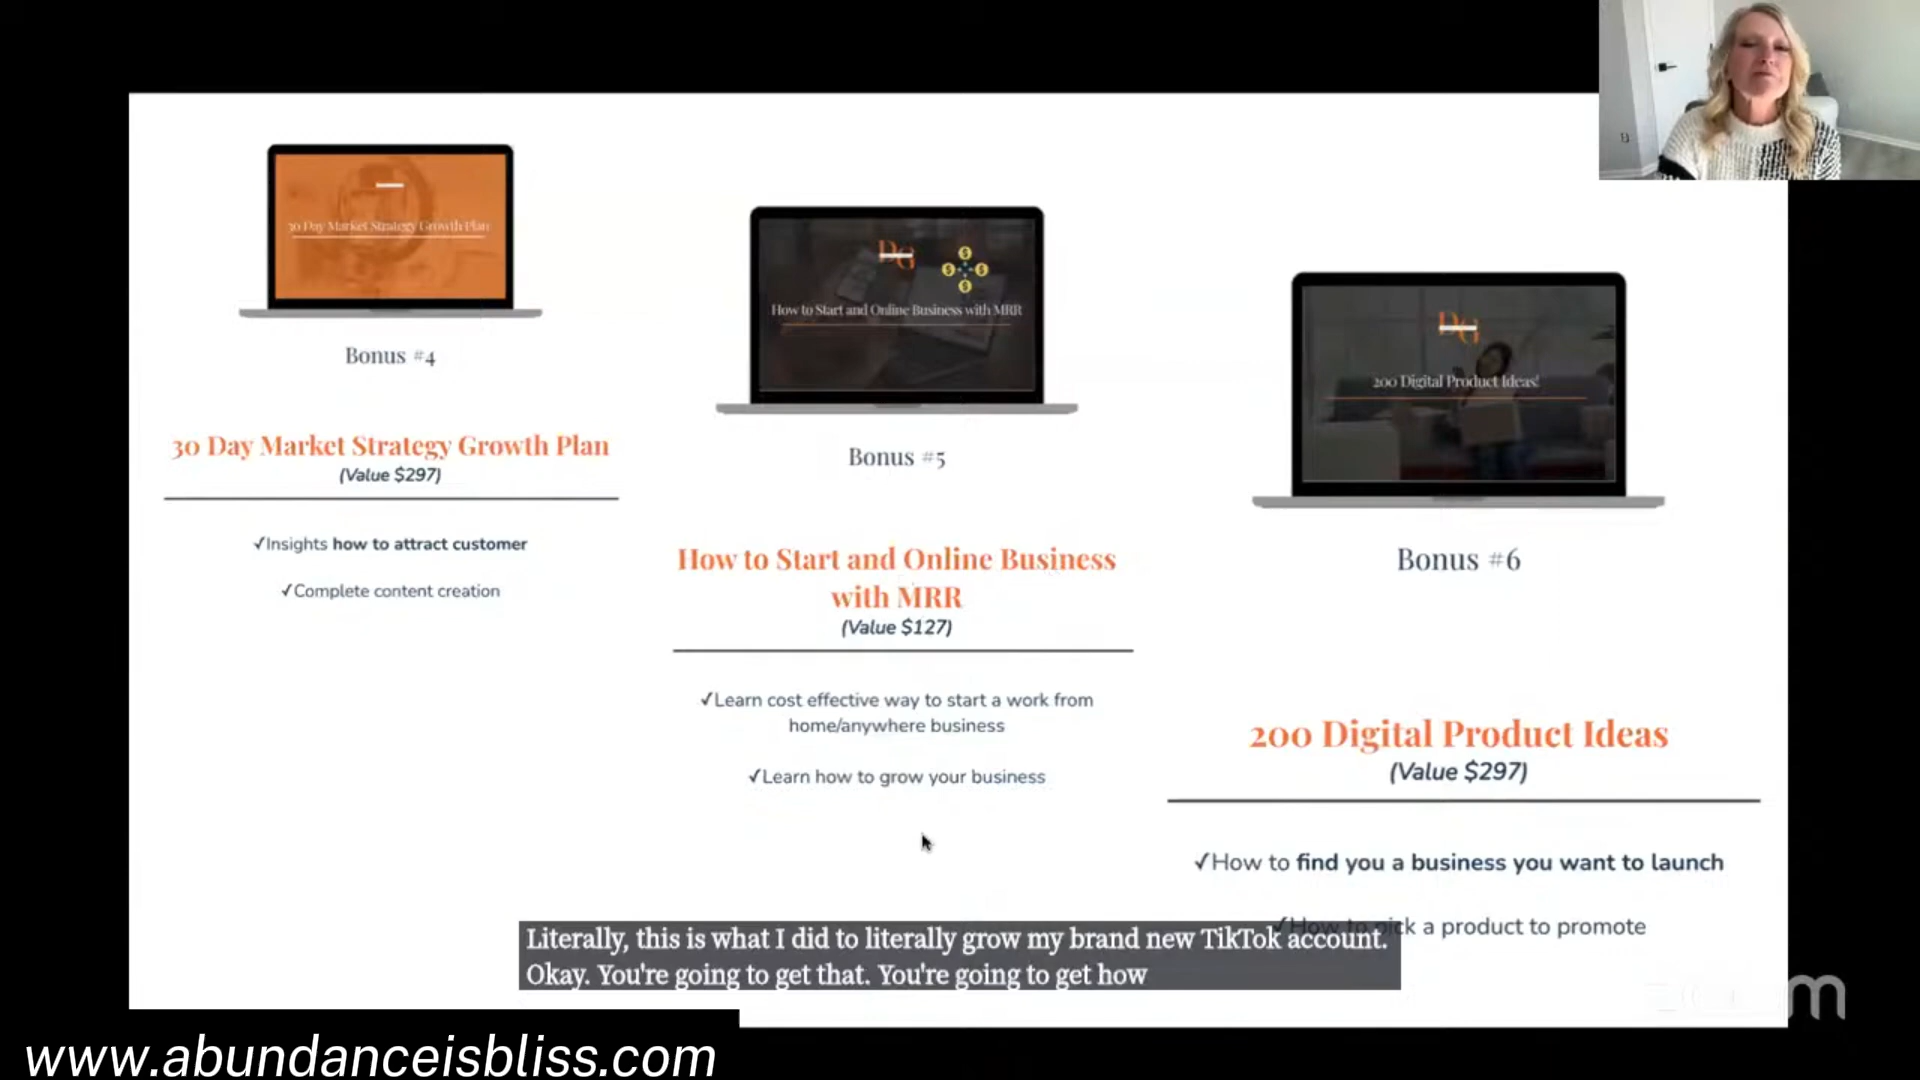 30 Day Market Strategy Growth Plan
Bonus #4
30 Day Market Strategy Growth Plan
(Value $297)
✓Insights how to attract customer
✓Complete content creation
DG
How to Start and Online Business with MRR
Bonus #5
How to Start and Online Business
with MRR
(Value $127)
✓Learn cost effective way to start a work from
home/anywhere business
✓Learn how to grow your business
DG
200 Digital Product Ideas!
Bonus #6
200 Digital Product Ideas
(Value $297)
✓How to find you a business you want to launch
✓How to pick a product to promote
Literally, this is what I did to literally grow my brand new TikTok account.
Okay. You're going to get that. You're going to get how
zoom
www.abundanceisbliss.com